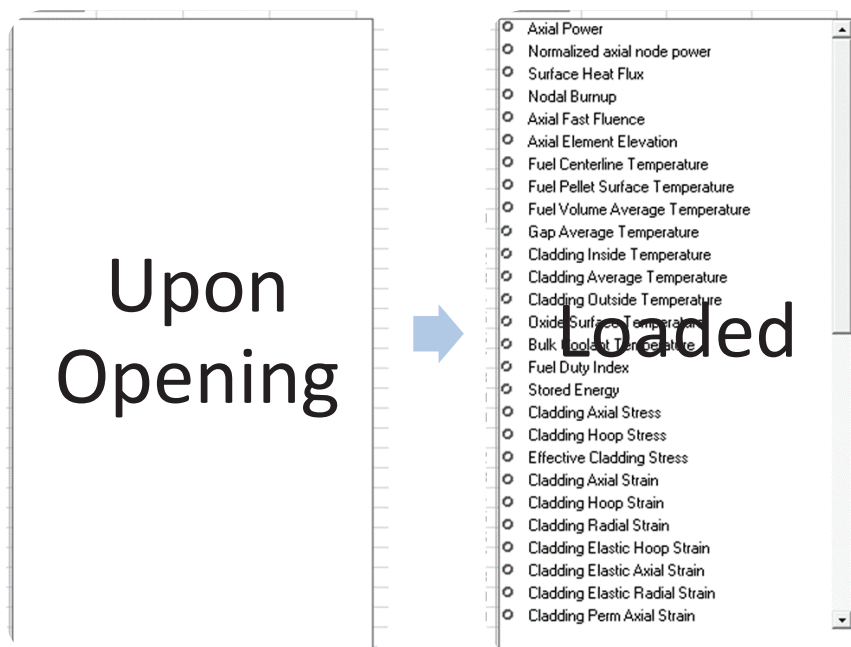 Upon
Opening
Axial Power
Normalized axial node power
Surface Heat Flux
Nodal Burnup
Axial Fast Fluence
Axial Element Elevation
Fuel Centerline Temperature
Fuel Pellet Surface Temperature
Fuel Volume Average Temperature
Gap Average Temperature
Cladding Inside Temperature
Cladding Average Temperature
Cladding Outside Temperature
Oxide Surface Temperature
Bulk Coolant Temperature
Loaded
Fuel Duty Index
Stored Energy
Cladding Axial Stress
Cladding Hoop Stress
Effective Cladding Stress
Cladding Axial Strain
Cladding Hoop Strain
Cladding Radial Strain
Cladding Elastic Hoop Strain
Cladding Elastic Axial Strain
Cladding Elastic Radial Strain
Cladding Perm Axial Strain